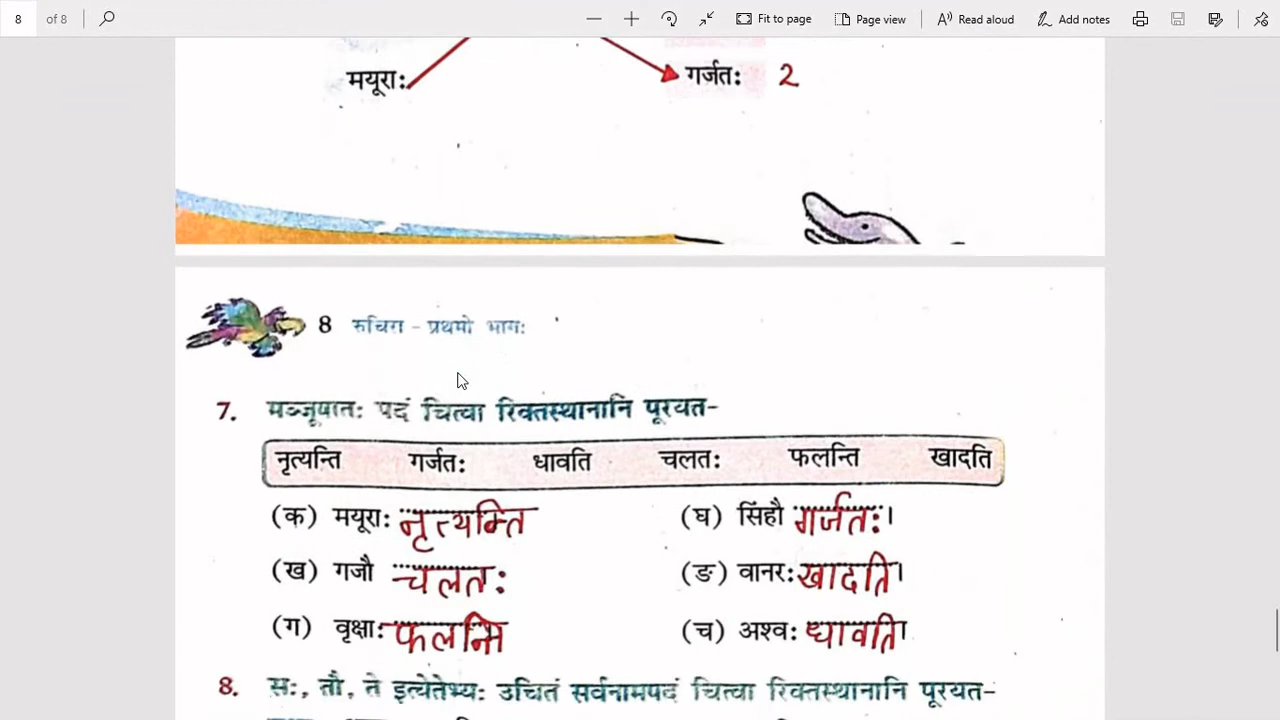 8 of 8 Fit to page Page view Read aloud Add notes
मयूराः गर्जतः 2
8 रुचिरा - प्रथमो भागः
7. मञ्जूषातः पदं चित्वा रिक्तस्थानानि पूरयत-
नृत्यन्ति गर्जतः धावति चलतः फलन्ति खादति
(क) मयूराः नृत्यन्ति (घ) सिंहौ गर्जतः।
(ख) गजौ चलतः (ङ) वानरः खादति।
(ग) वृक्षाः फलन्ति (च) अश्वः धावति।
8. सः, तौ, ते इत्येतेभ्यः उचितं सर्वनामपदं चित्वा रिक्तस्थानानि पूरयत-